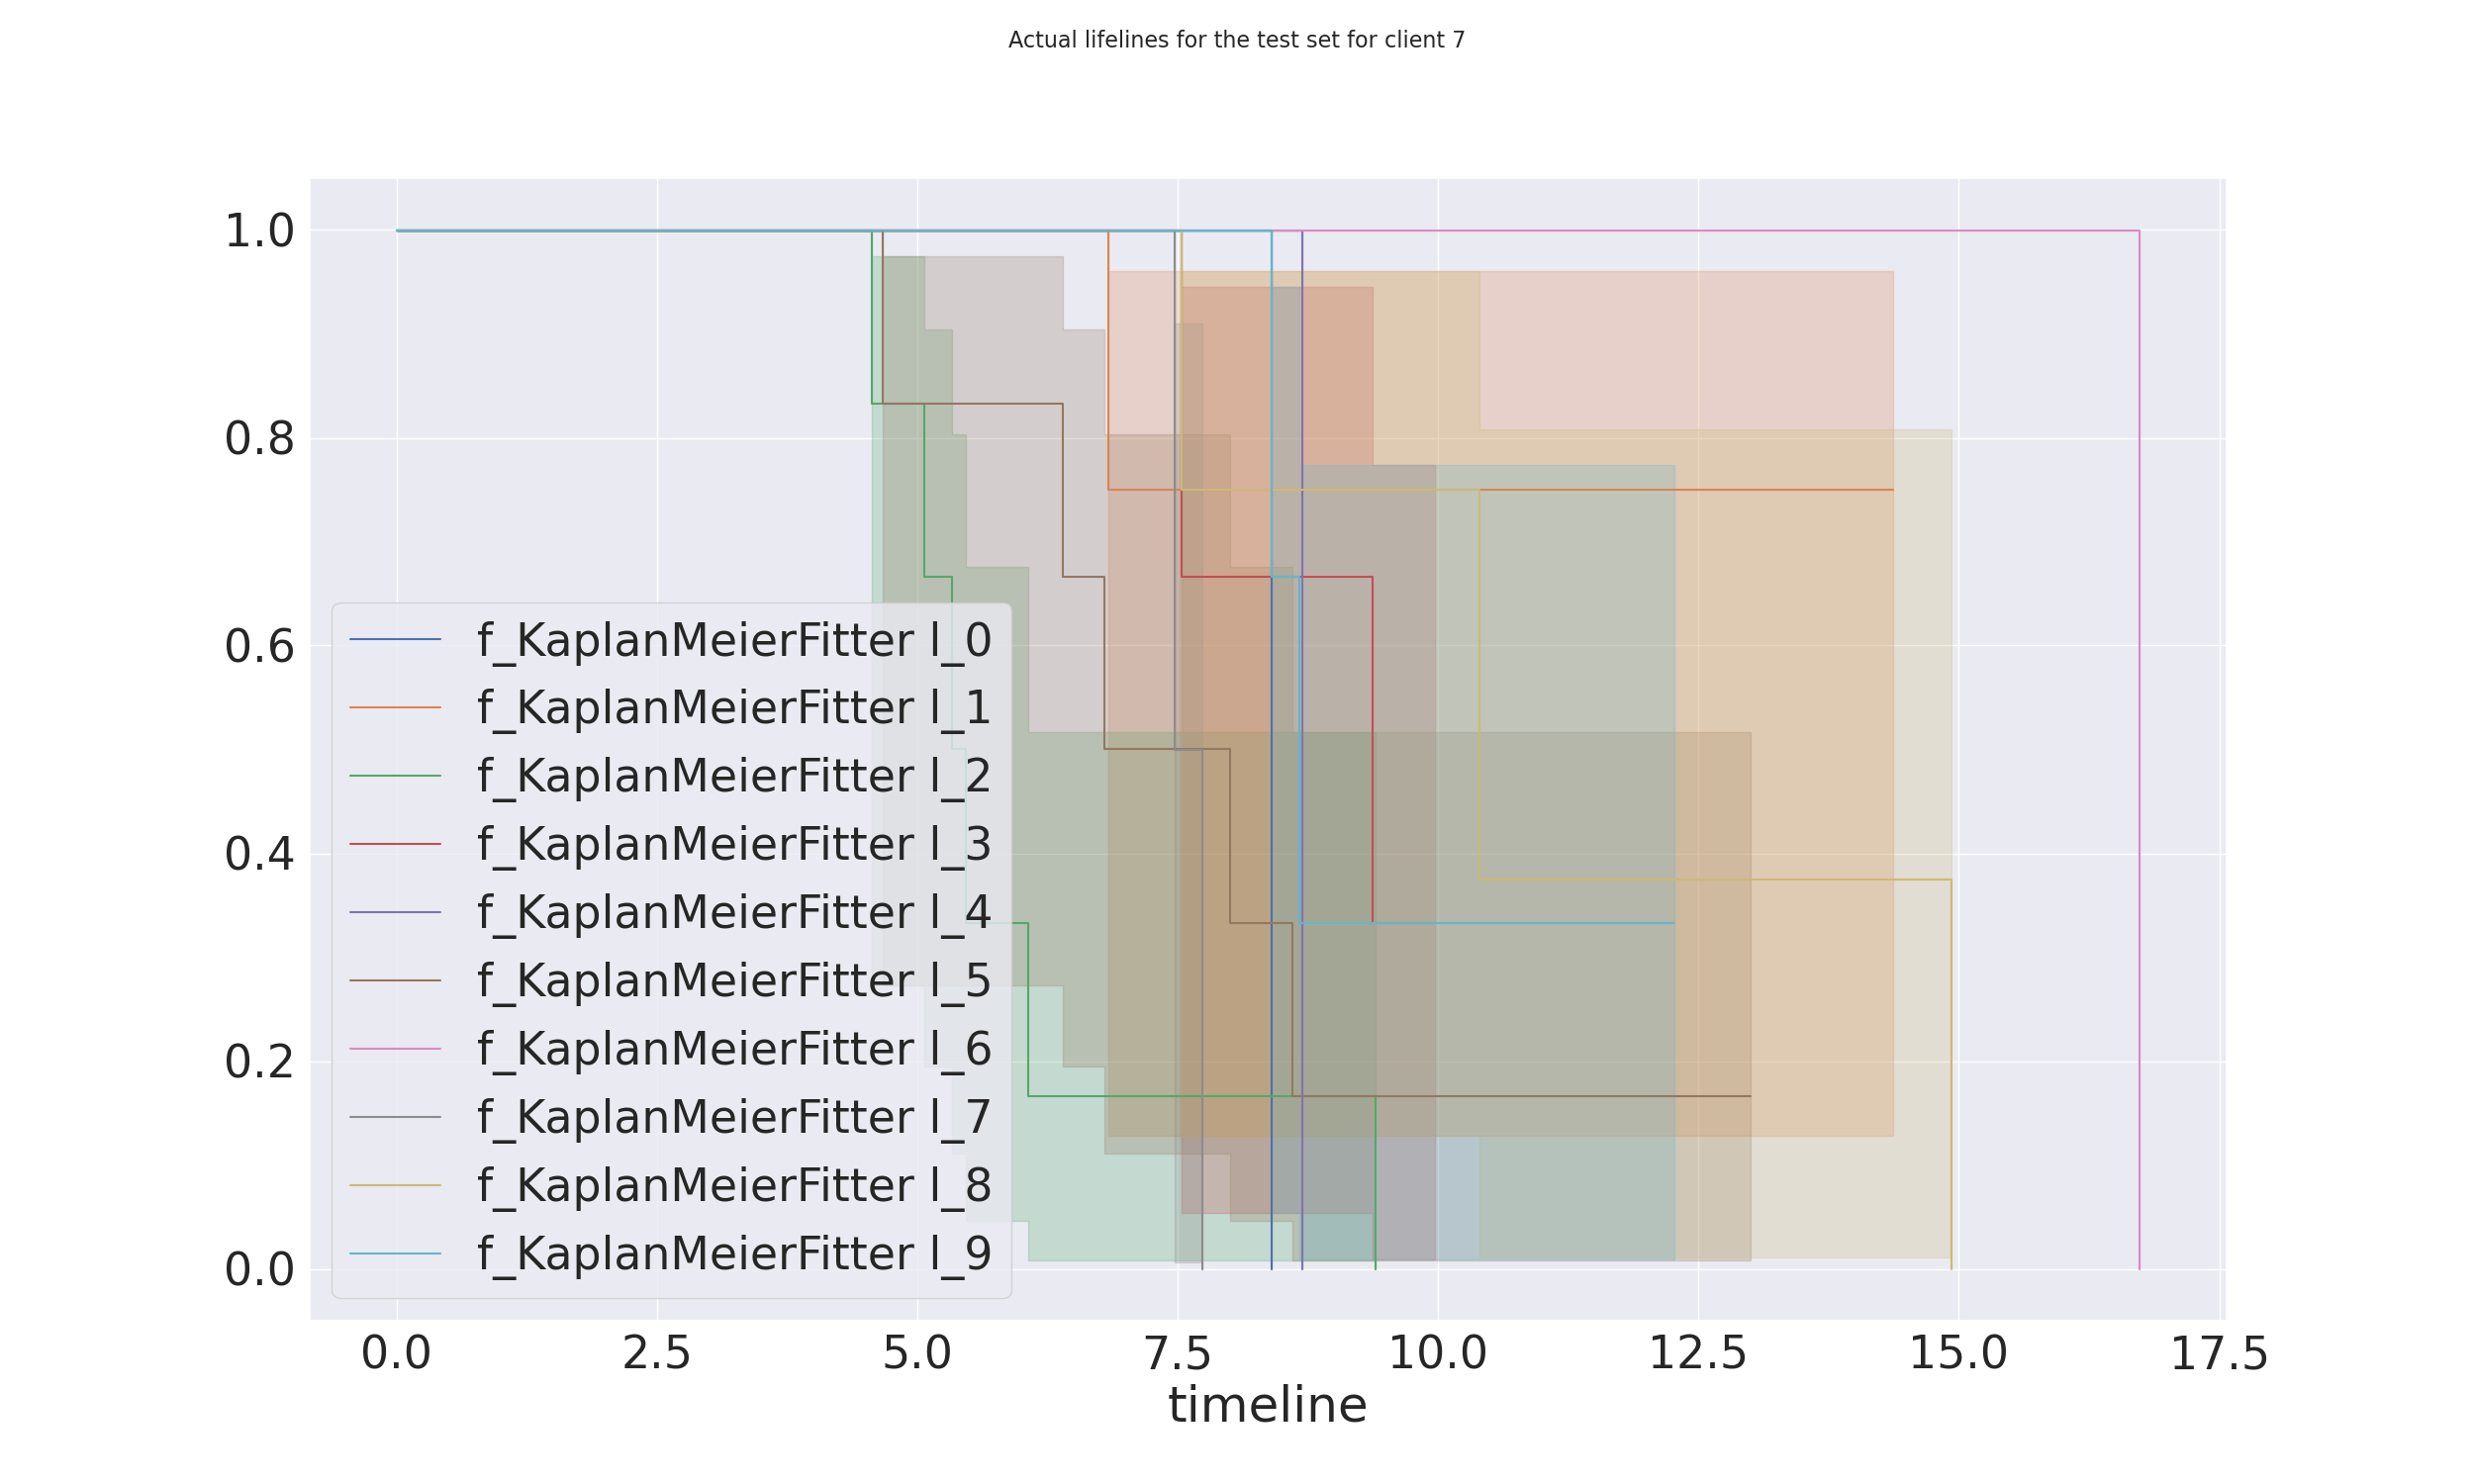 Actual lifelines for the test set for client 7
1.0
0.8
0.6
0.4
0.2
0.0
f_KaplanMeierFitter l_0
f_KaplanMeierFitter l_1
f_KaplanMeierFitter l_2
f_KaplanMeierFitter l_3
f_KaplanMeierFitter l_4
f_KaplanMeierFitter l_5
f_KaplanMeierFitter l_6
f_KaplanMeierFitter l_7
f_KaplanMeierFitter l_8
f_KaplanMeierFitter l_9
0.0 2.5 5.0 7.5 10.0 12.5 15.0 17.5
timeline